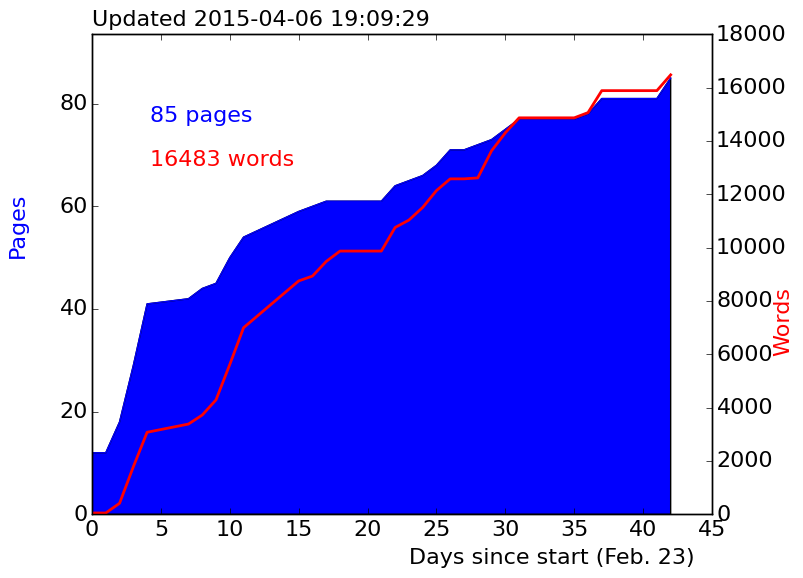 Updated 2015-04-06 19:09:29
85 pages
16483 words
Pages
80
60
40
20
0
18000
16000
14000
12000
10000
8000
6000
4000
2000
0
Words
0 5 10 15 20 25 30 35 40 45
Days since start (Feb. 23)